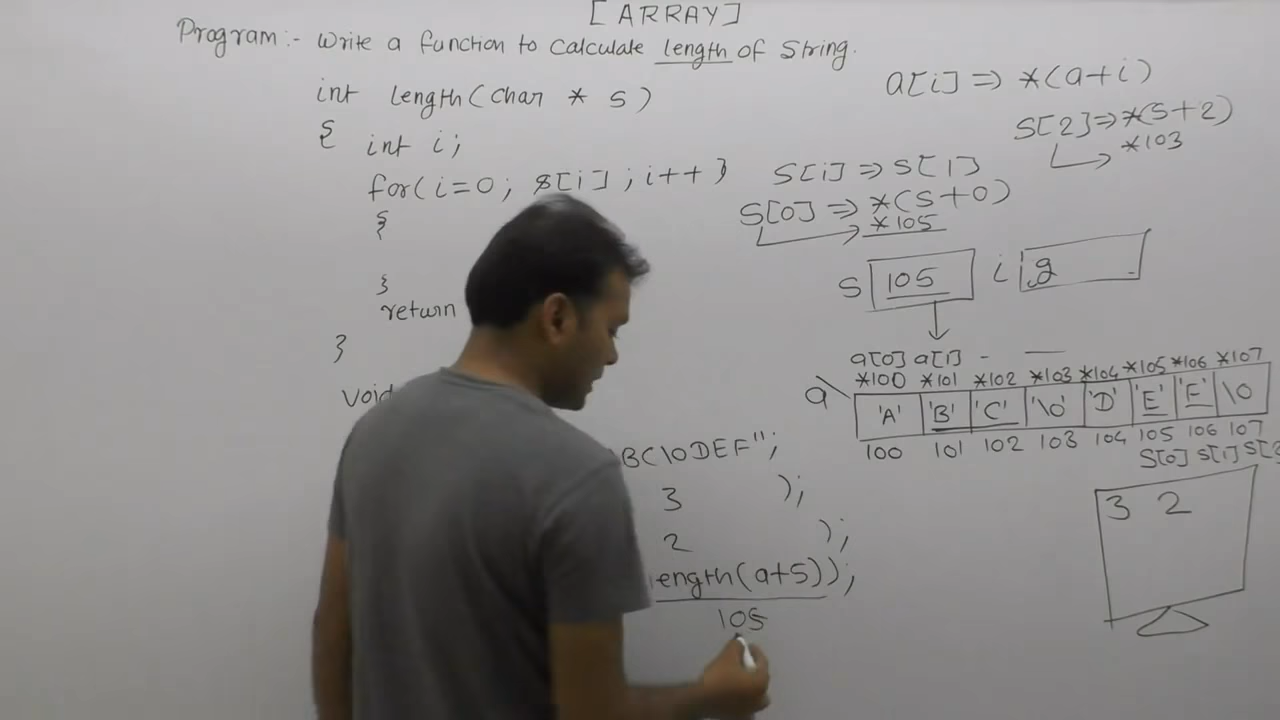 [ARRAY]
Program:- Write a function to calculate length of string.
int length(char * s)
{ int i;
for(i=0; s[i]; i++)
{
}
return
}
void
BC\0DEF";
3 );
2 );
length(a+5));
105
a[i] => *(a+i)
s[2] => *(s+2)
*103
s[i] => s[1]
s[0] => *(s+0)
*105
s 105 i
a[0] a[1] -
*100 *101 *102 *103 *104 *105 *106 *107
a 'A' 'B' 'C' '\0' 'D' 'E' 'F' \0
100 101 102 103 104 105 106 107
s[0] s[1] s[
3 2